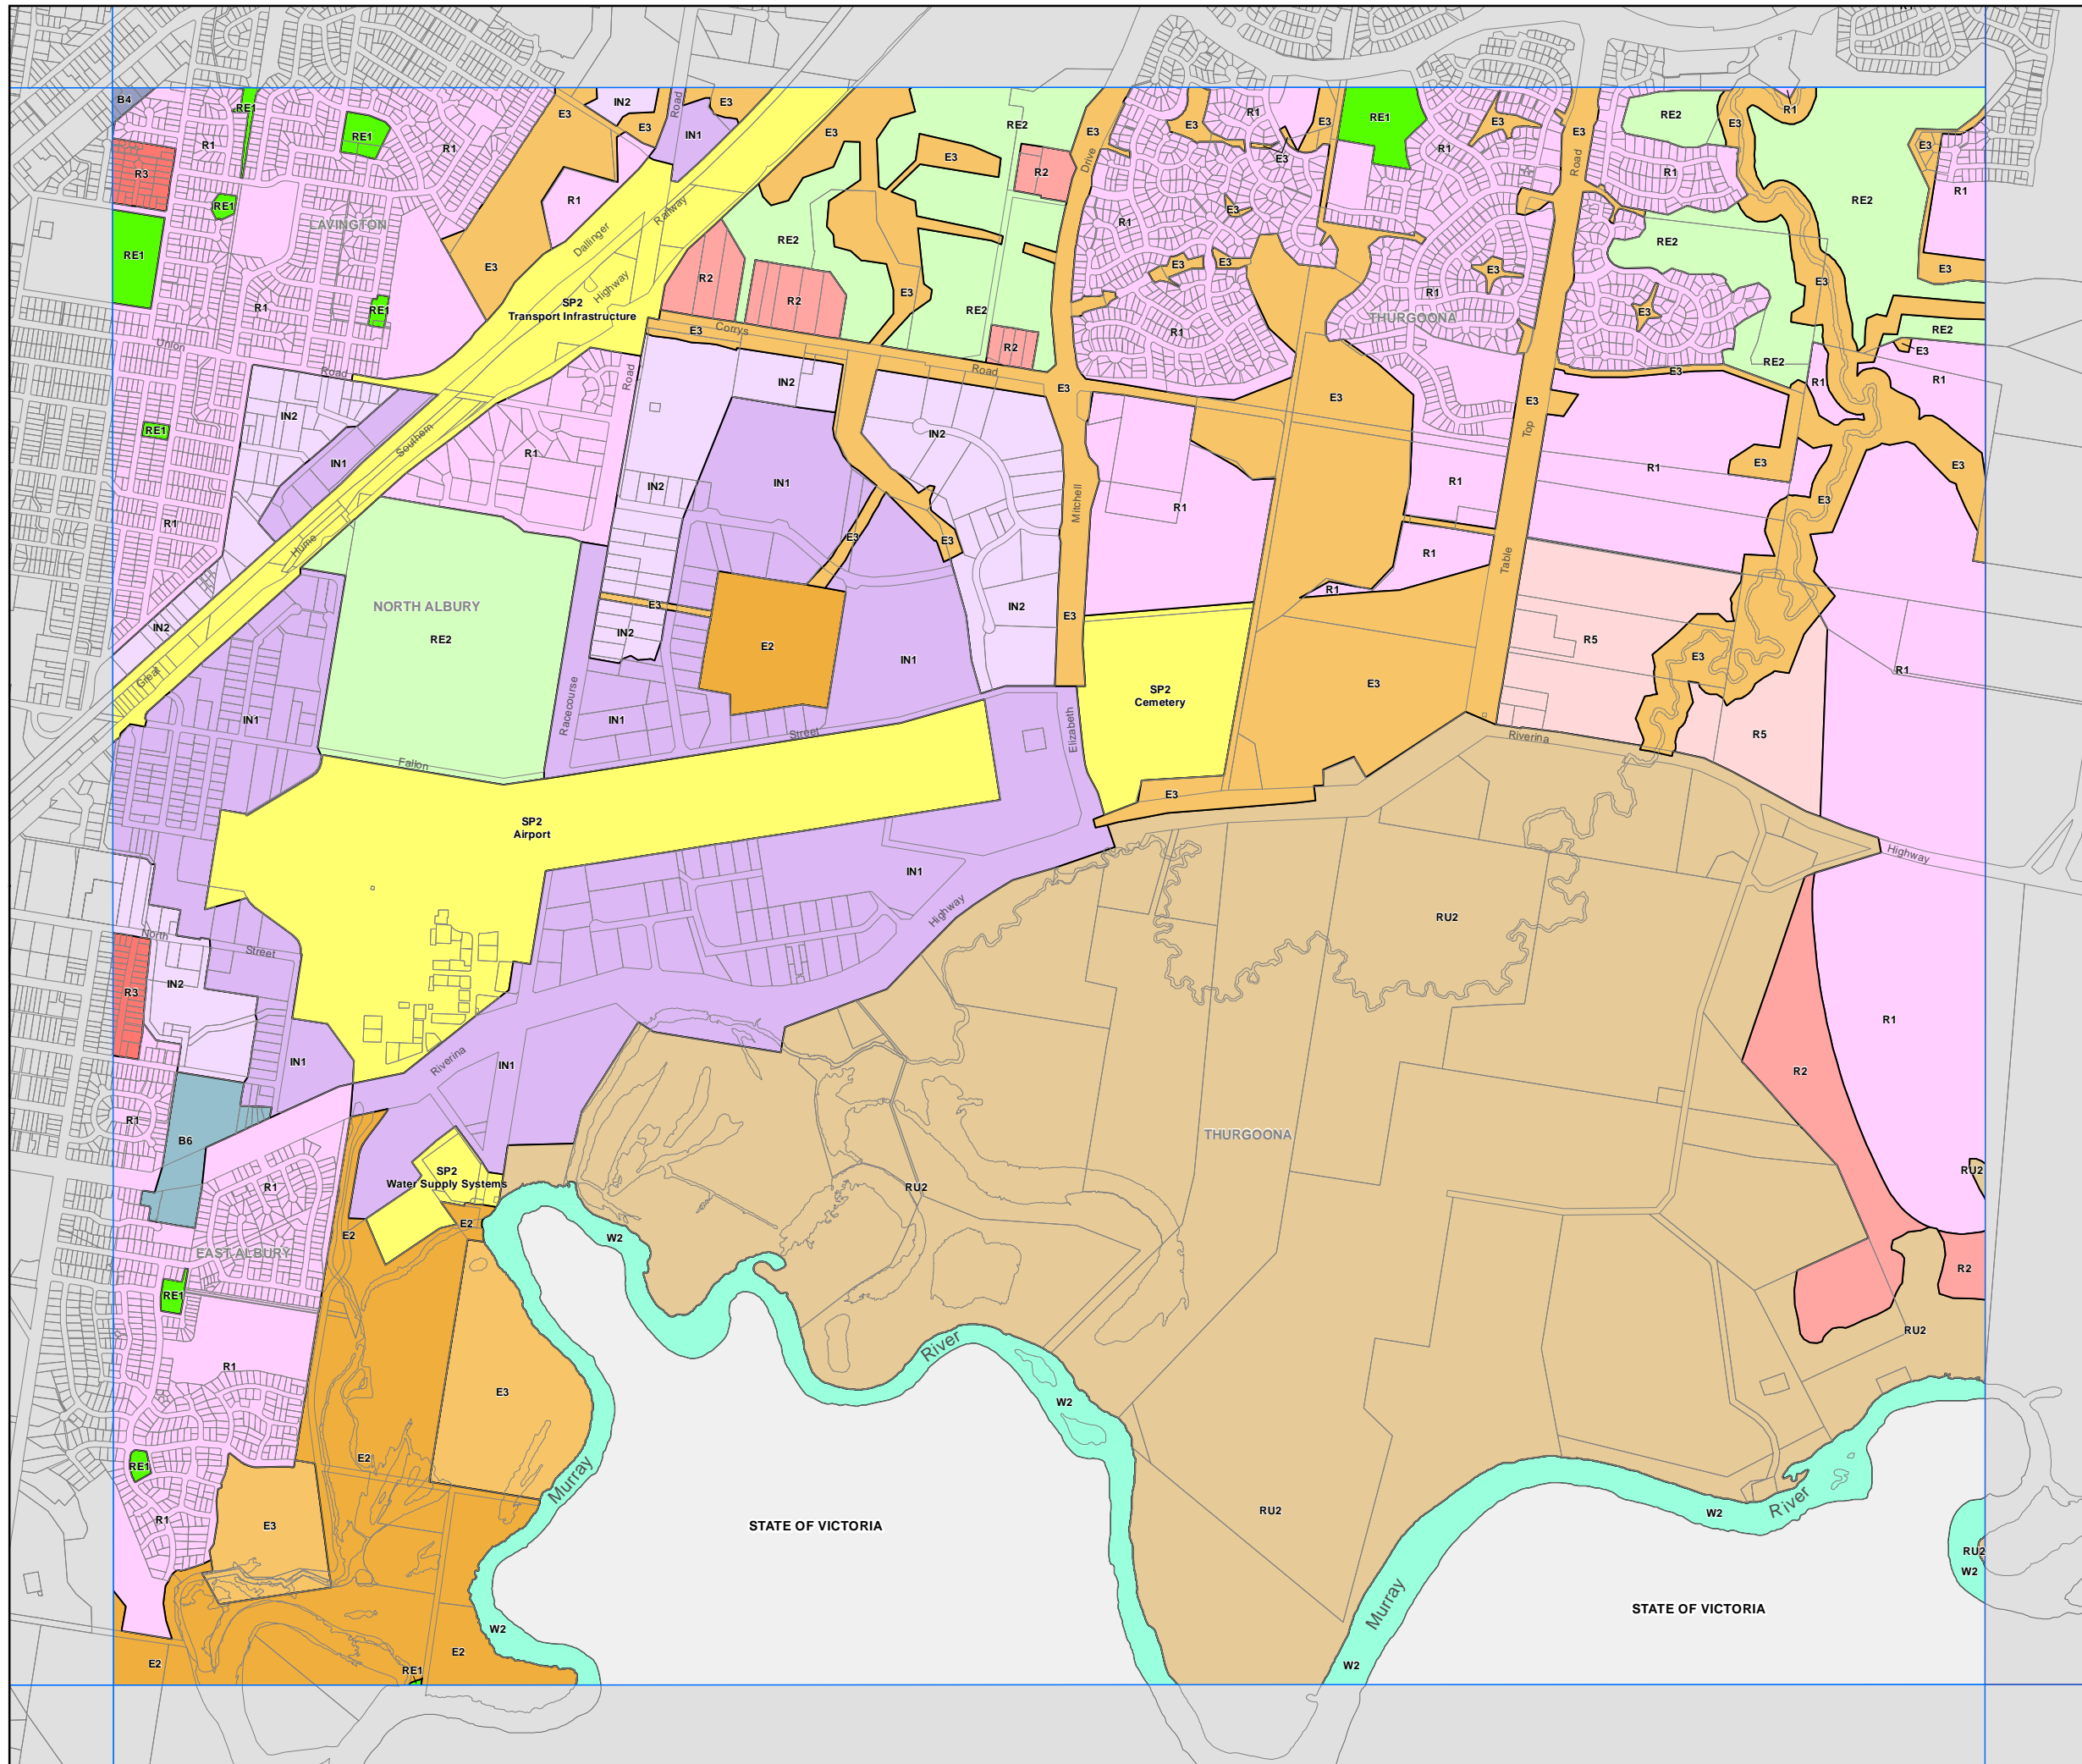 B4
RE1
E3
IN2
E3
E3
IN1
Road
E3
RE2
E3
E3
R1
E3
E3
RE1
R1
E3
E3
Road
RE2
E3
R1
E3
R1
RE1
R1
R1
R3
RE1
R1
Railway
E3
R2
Drive
R1
E3
R1
RE2
LAVINGTON
Dallinger
RE2
RE2
RE1
E3
R2
R2
E3
E3
E3
E3
E3
E3
R1
RE1
SP2
Transport Infrastructure
Highway
RE2
R1
THURGOONA
E3
RE2
Union
Road
E3
Corrys
R2
Road
R1
RE2
E3
E3
R1
R1
IN2
IN2
E3
E3
E3
RE1
IN2
Road
IN2
Top
IN1
Southern
R1
IN2
IN1
Mitchell
R1
R1
R1
E3
E3
E3
R1
Hume
E3
E3
R1
Table
R1
NORTH ALBURY
RE2
E3
IN2
E3
IN2
IN2
E2
IN1
R5
E3
R1
Great
IN1
Racecourse
IN1
Street
Elizabeth
SP2
Cemetery
E3
Riverina
R5
Fallon
E3
SP2
Airport
IN1
Highway
Highway
RU2
North
Street
R3
IN2
IN1
Riverina
IN1
R1
R2
R1
B6
THURGOONA
R1
SP2
Water Supply Systems
RU2
RU2
E2
E2
W2
EAST ALBURY
RE1
R2
River
RU2
R1
E3
W2
RE1
E2
Murray
R1
E3
STATE OF VICTORIA
RU2
River
W2
RU2
W2
Murray
STATE OF VICTORIA
W2
E2
E2
RE1
W2